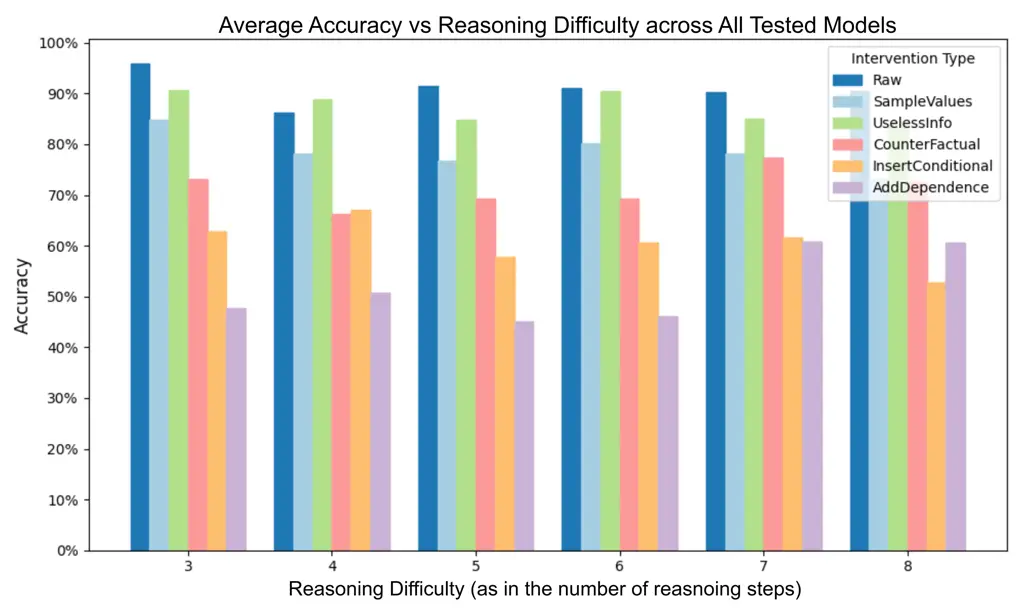 Average Accuracy vs Reasoning Difficulty across All Tested Models
100%
90%
80%
70%
60%
50%
40%
30%
20%
10%
0%
Accuracy
Intervention Type
Raw
SampleValues
UselessInfo
CounterFactual
InsertConditional
AddDependence
3
4
5
6
7
8
Reasoning Difficulty (as in the number of reasnoing steps)